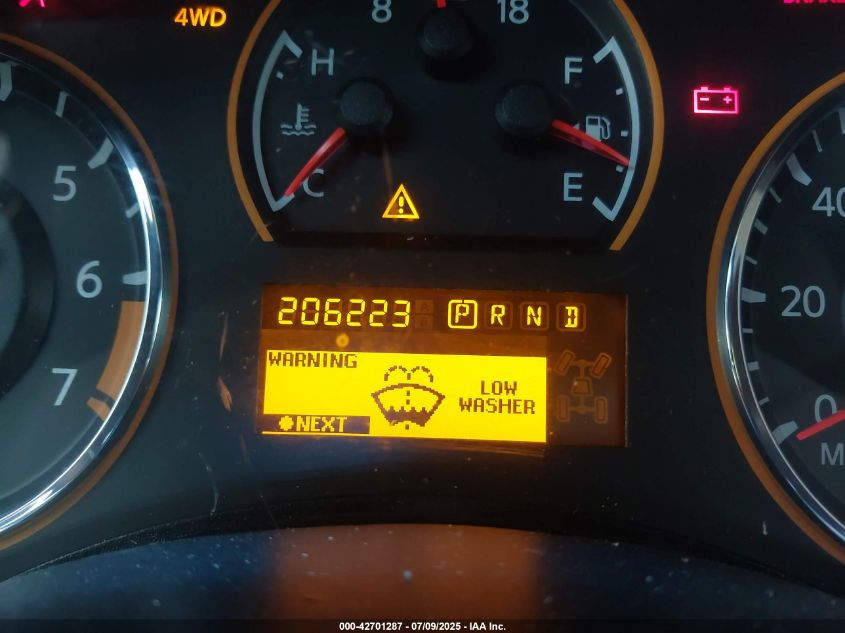 4WD
8 18
H F
C E
5
6
7
206223 P R N D
WARNING
LOW
WASHER
NEXT
40
20
0
M
000-42701287 - 07/09/2025 - IAA Inc.